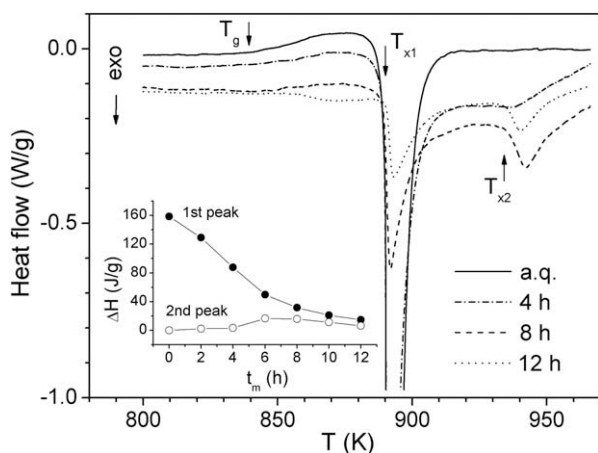 T_g
T_x1
T_x2
exo
Heat flow (W/g)
0.0
-0.5
-1.0
800
850
900
950
T (K)
a.q.
4 h
8 h
12 h
1st peak
2nd peak
ΔH (J/g)
160
120
80
40
0
0 2 4 6 8 10 12
t_m (h)